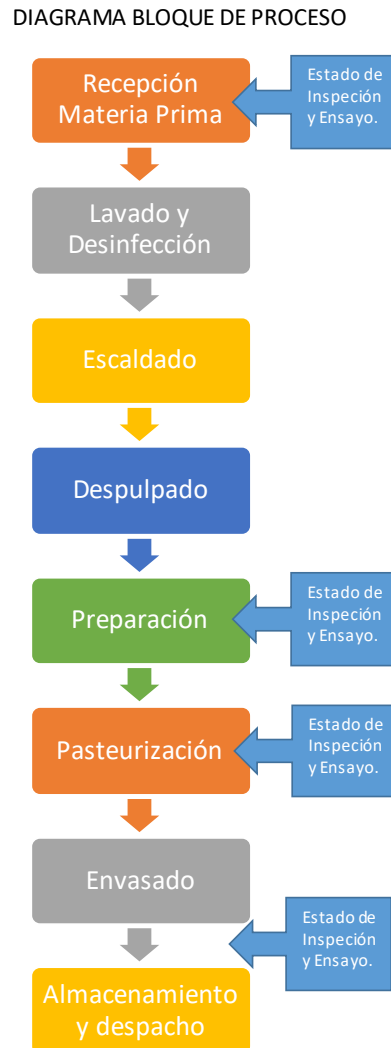 DIAGRAMA BLOQUE DE PROCESO
Recepción
Materia Prima
Estado de
Inspeción
y Ensayo.
Lavado y
Desinfección
Escaldado
Despulpado
Preparación
Estado de
Inspeción
y Ensayo.
Pasteurización
Estado de
Inspeción
y Ensayo.
Envasado
Estado de
Inspeción
y Ensayo.
Almacenamiento
y despacho